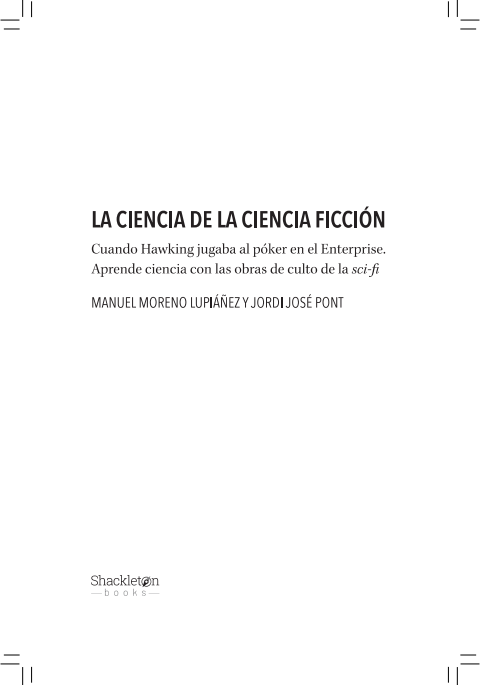 LA CIENCIA DE LA CIENCIA FICCIÓN
Cuando Hawking jugaba al póker en el Enterprise.
Aprende ciencia con las obras de culto de la sci-fi
MANUEL MORENO LUPIÁÑEZ Y JORDI JOSÉ PONT
Shackleton
books